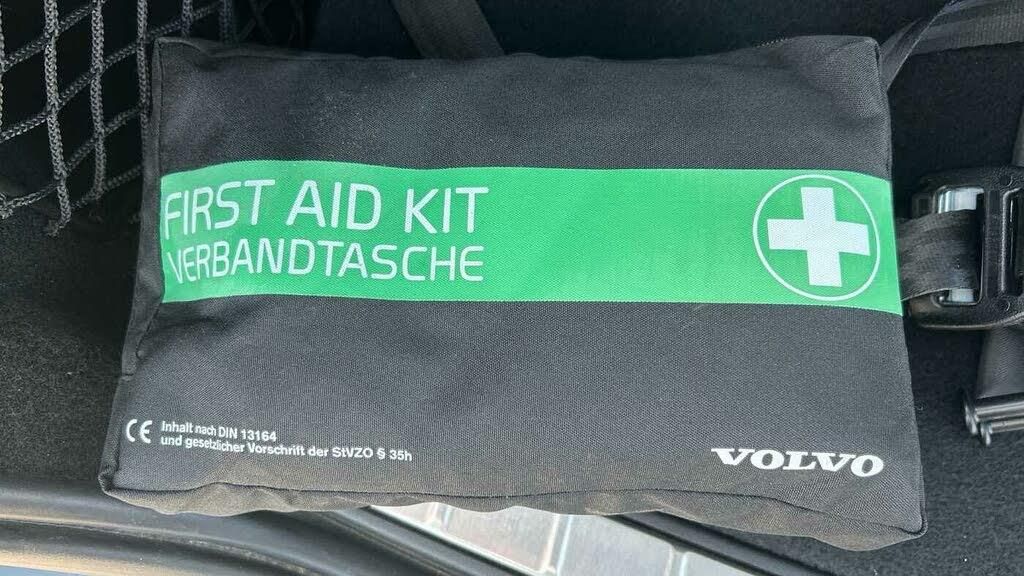 FIRST AID KIT
VERBANDTASCHE
CE Inhalt nach DIN 13164
und gesetzlicher Vorschrift der StVZO § 35h
VOLVO